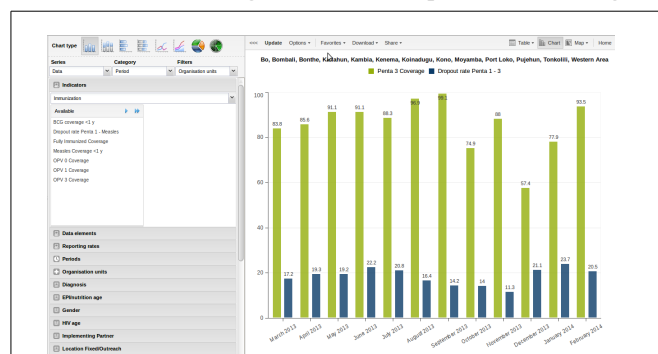 Chart type
<<< Update Options Favorites Download Share Table Chart Map Home
Series Category Filters
Data Period Organisation units
Indicators
Immunization
Available
BCG coverage <1 y
Dropout rate Penta 1 - Measles
Fully Immunized Coverage
Measles Coverage <1 y
OPV 0 Coverage
OPV 1 Coverage
OPV 3 Coverage
Data elements
Reporting rates
Periods
Organisation units
Diagnosis
EPI/nutrition age
Gender
HIV age
Implementing Partner
Location Fixed/Outreach
Bo, Bombali, Bonthe, Kailahun, Kambia, Kenema, Koinadugu, Kono, Moyamba, Port Loko, Pujehun, Tonkolili, Western Area
Penta 3 Coverage Dropout rate Penta 1 - 3
100
80
60
40
20
0
83.8 85.6 91.1 91.1 88.3 74.9 88 57.4 77.9 93.5
17.2 19.3 19.2 22.2 20.9 16.4 14.2 14 11.3 21.1 23.7 20.5
March 2013 April 2013 May 2013 June 2013 July 2013 August 2013 September 2013 October 2013 November 2013 December 2013 January 2014 February 2014